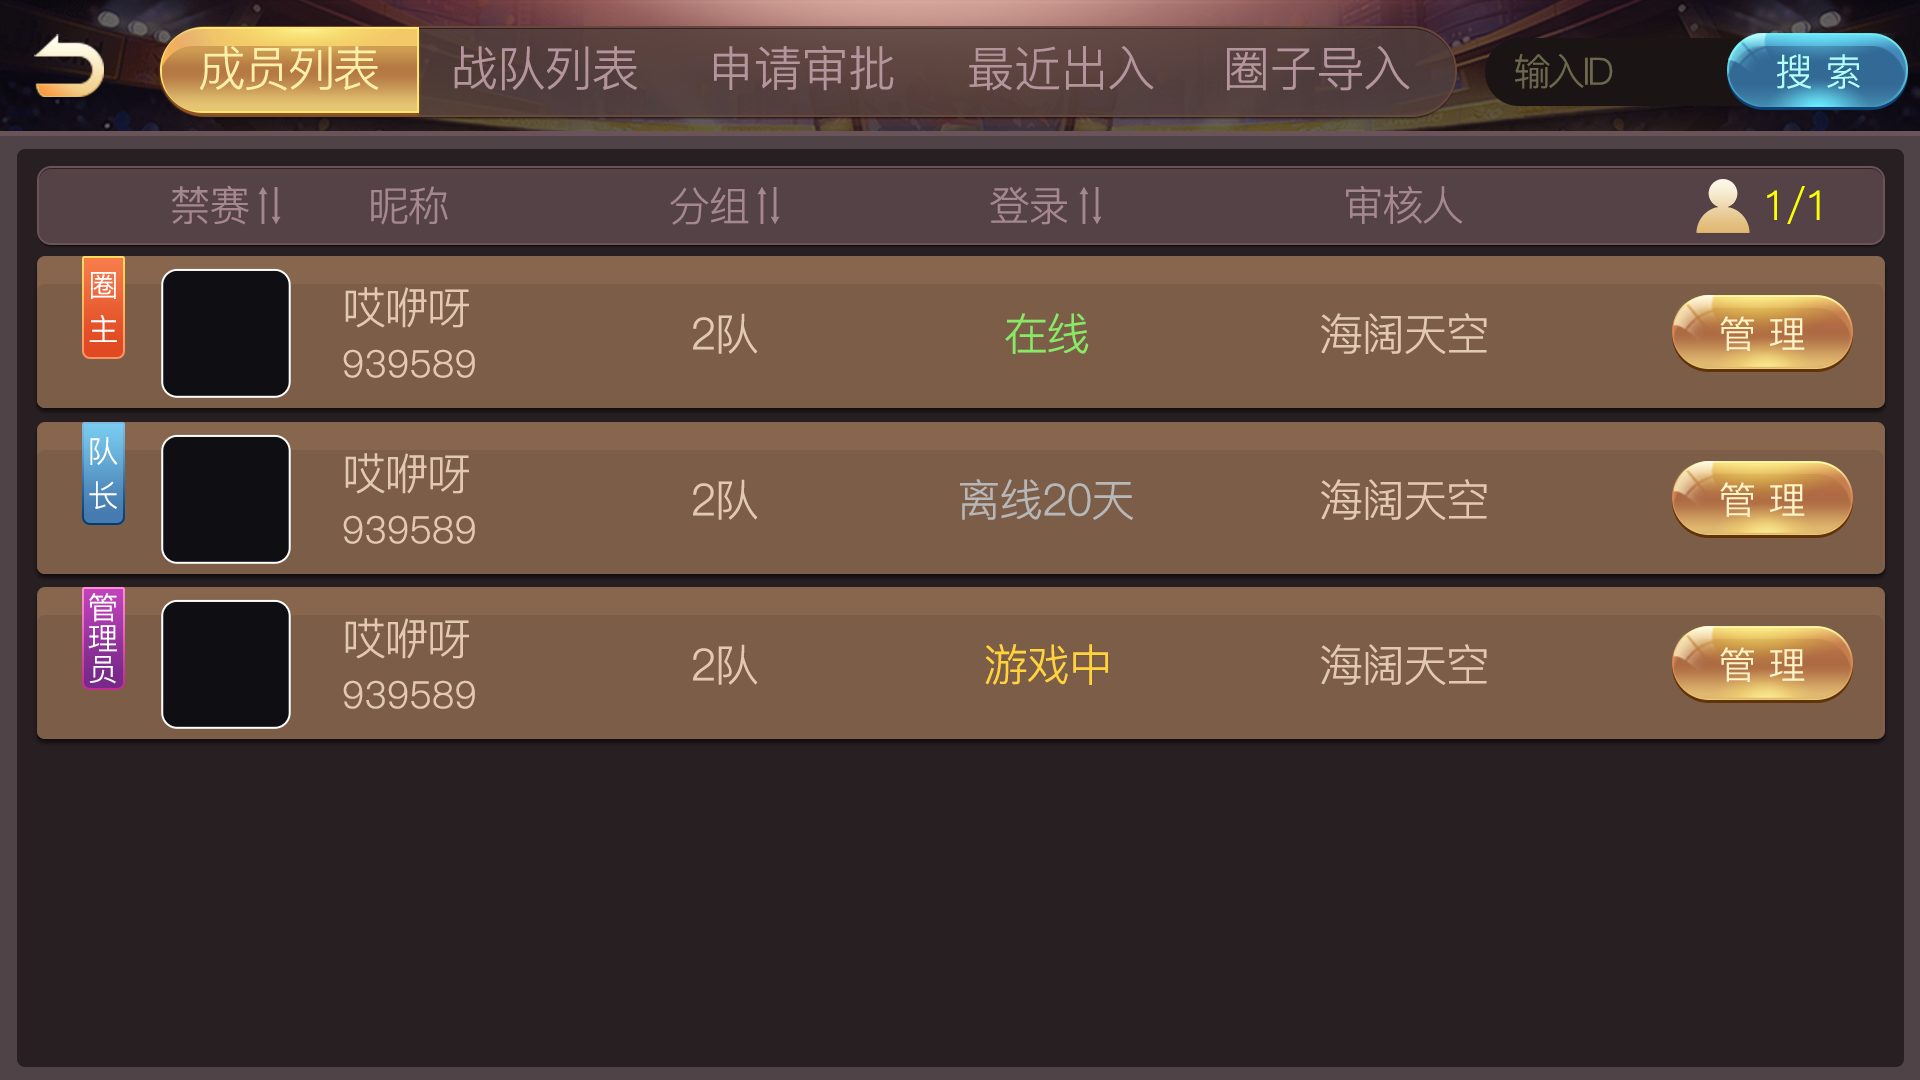 成员列表 战队列表 申请审批 最近出入 圈子导入 输入ID 搜索
禁赛 昵称 分组 登录 审核人 1/1
圈主 哎咿呀 2队 在线 海阔天空 管理
939589
队长 哎咿呀 2队 离线20天 海阔天空 管理
939589
管理员 哎咿呀 2队 游戏中 海阔天空 管理
939589